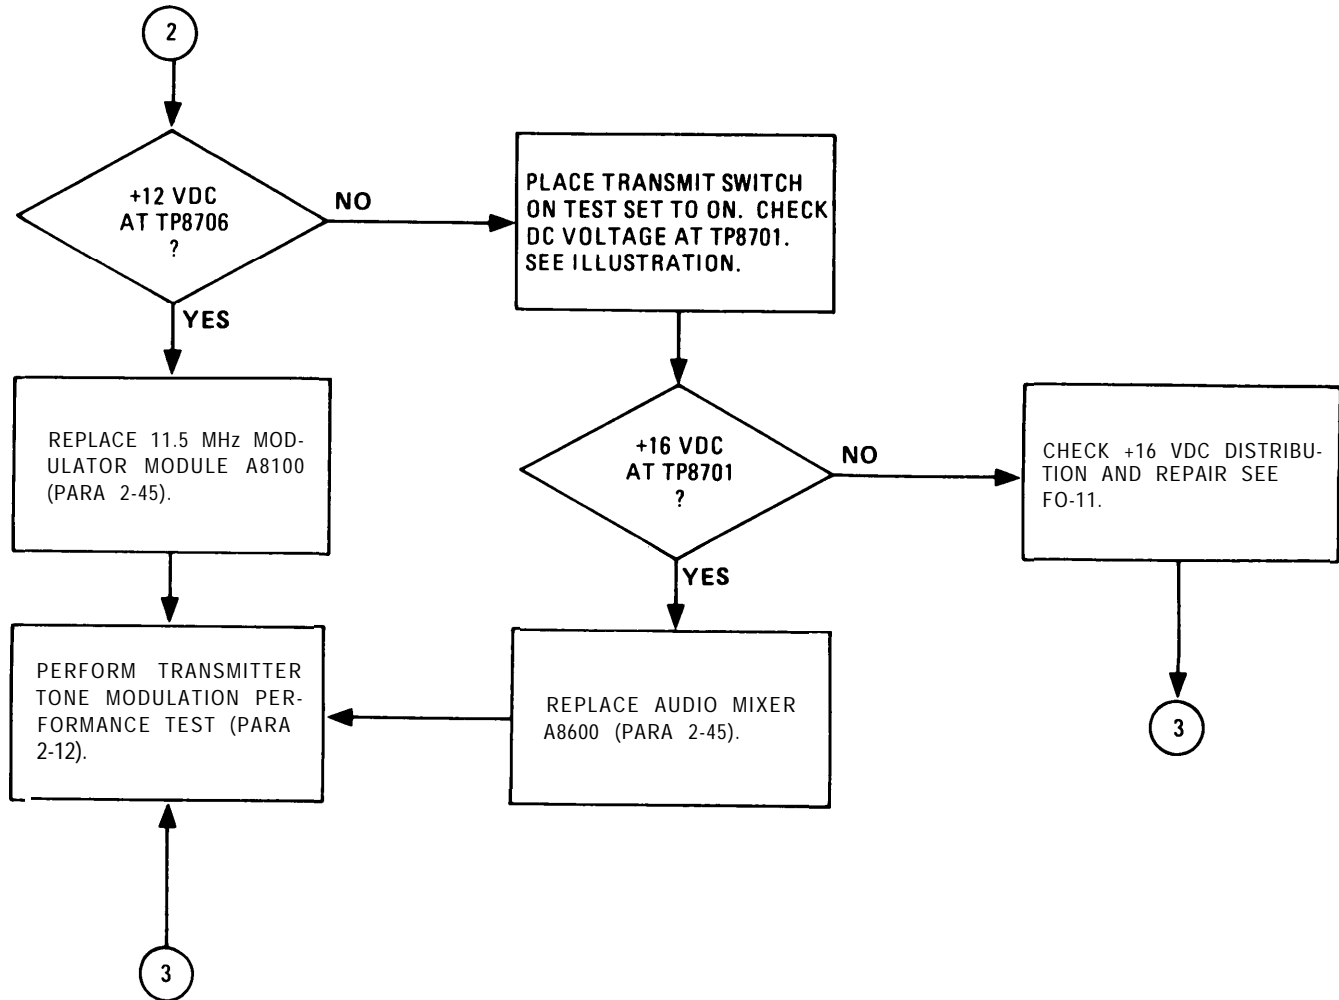 2
+12 VDC
AT TP8706
?
NO
YES
PLACE TRANSMIT SWITCH
ON TEST SET TO ON. CHECK
DC VOLTAGE AT TP8701.
SEE ILLUSTRATION.
REPLACE 11.5 MHz MOD-
ULATOR MODULE A8100
(PARA 2-45).
+16 VDC
AT TP8701
?
NO
YES
CHECK +16 VDC DISTRIBU-
TION AND REPAIR SEE
FO-11.
PERFORM TRANSMITTER
TONE MODULATION PER-
FORMANCE TEST (PARA
2-12).
REPLACE AUDIO MIXER
A8600 (PARA 2-45).
3
3